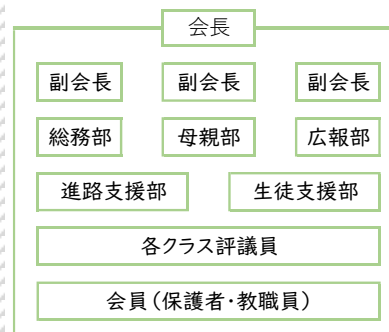 会長
副会長 副会長 副会長
総務部 母親部 広報部
進路支援部 生徒支援部
各クラス評議員
会員(保護者・教職員)